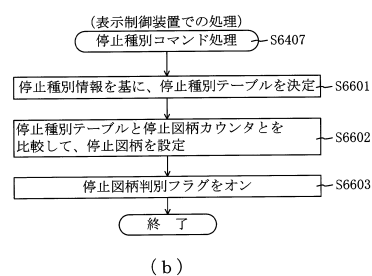 （表示制御装置での処理）
停止種別コマンド処理
S6407
停止種別情報を基に、停止種別テーブルを決定
S6601
停止種別テーブルと停止図柄カウンタとを
比較して、停止図柄を設定
S6602
停止図柄判別フラグをオン
S6603
終　了
（ｂ）